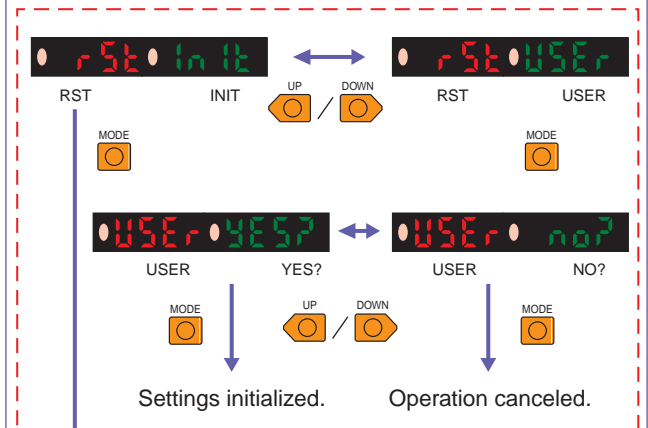 rSt InIt rSt USEr
RST INIT UP DOWN RST USER
MODE MODE
USEr YES? USEr no?
USER YES? USER NO?
MODE UP DOWN MODE
Settings initialized. Operation canceled.